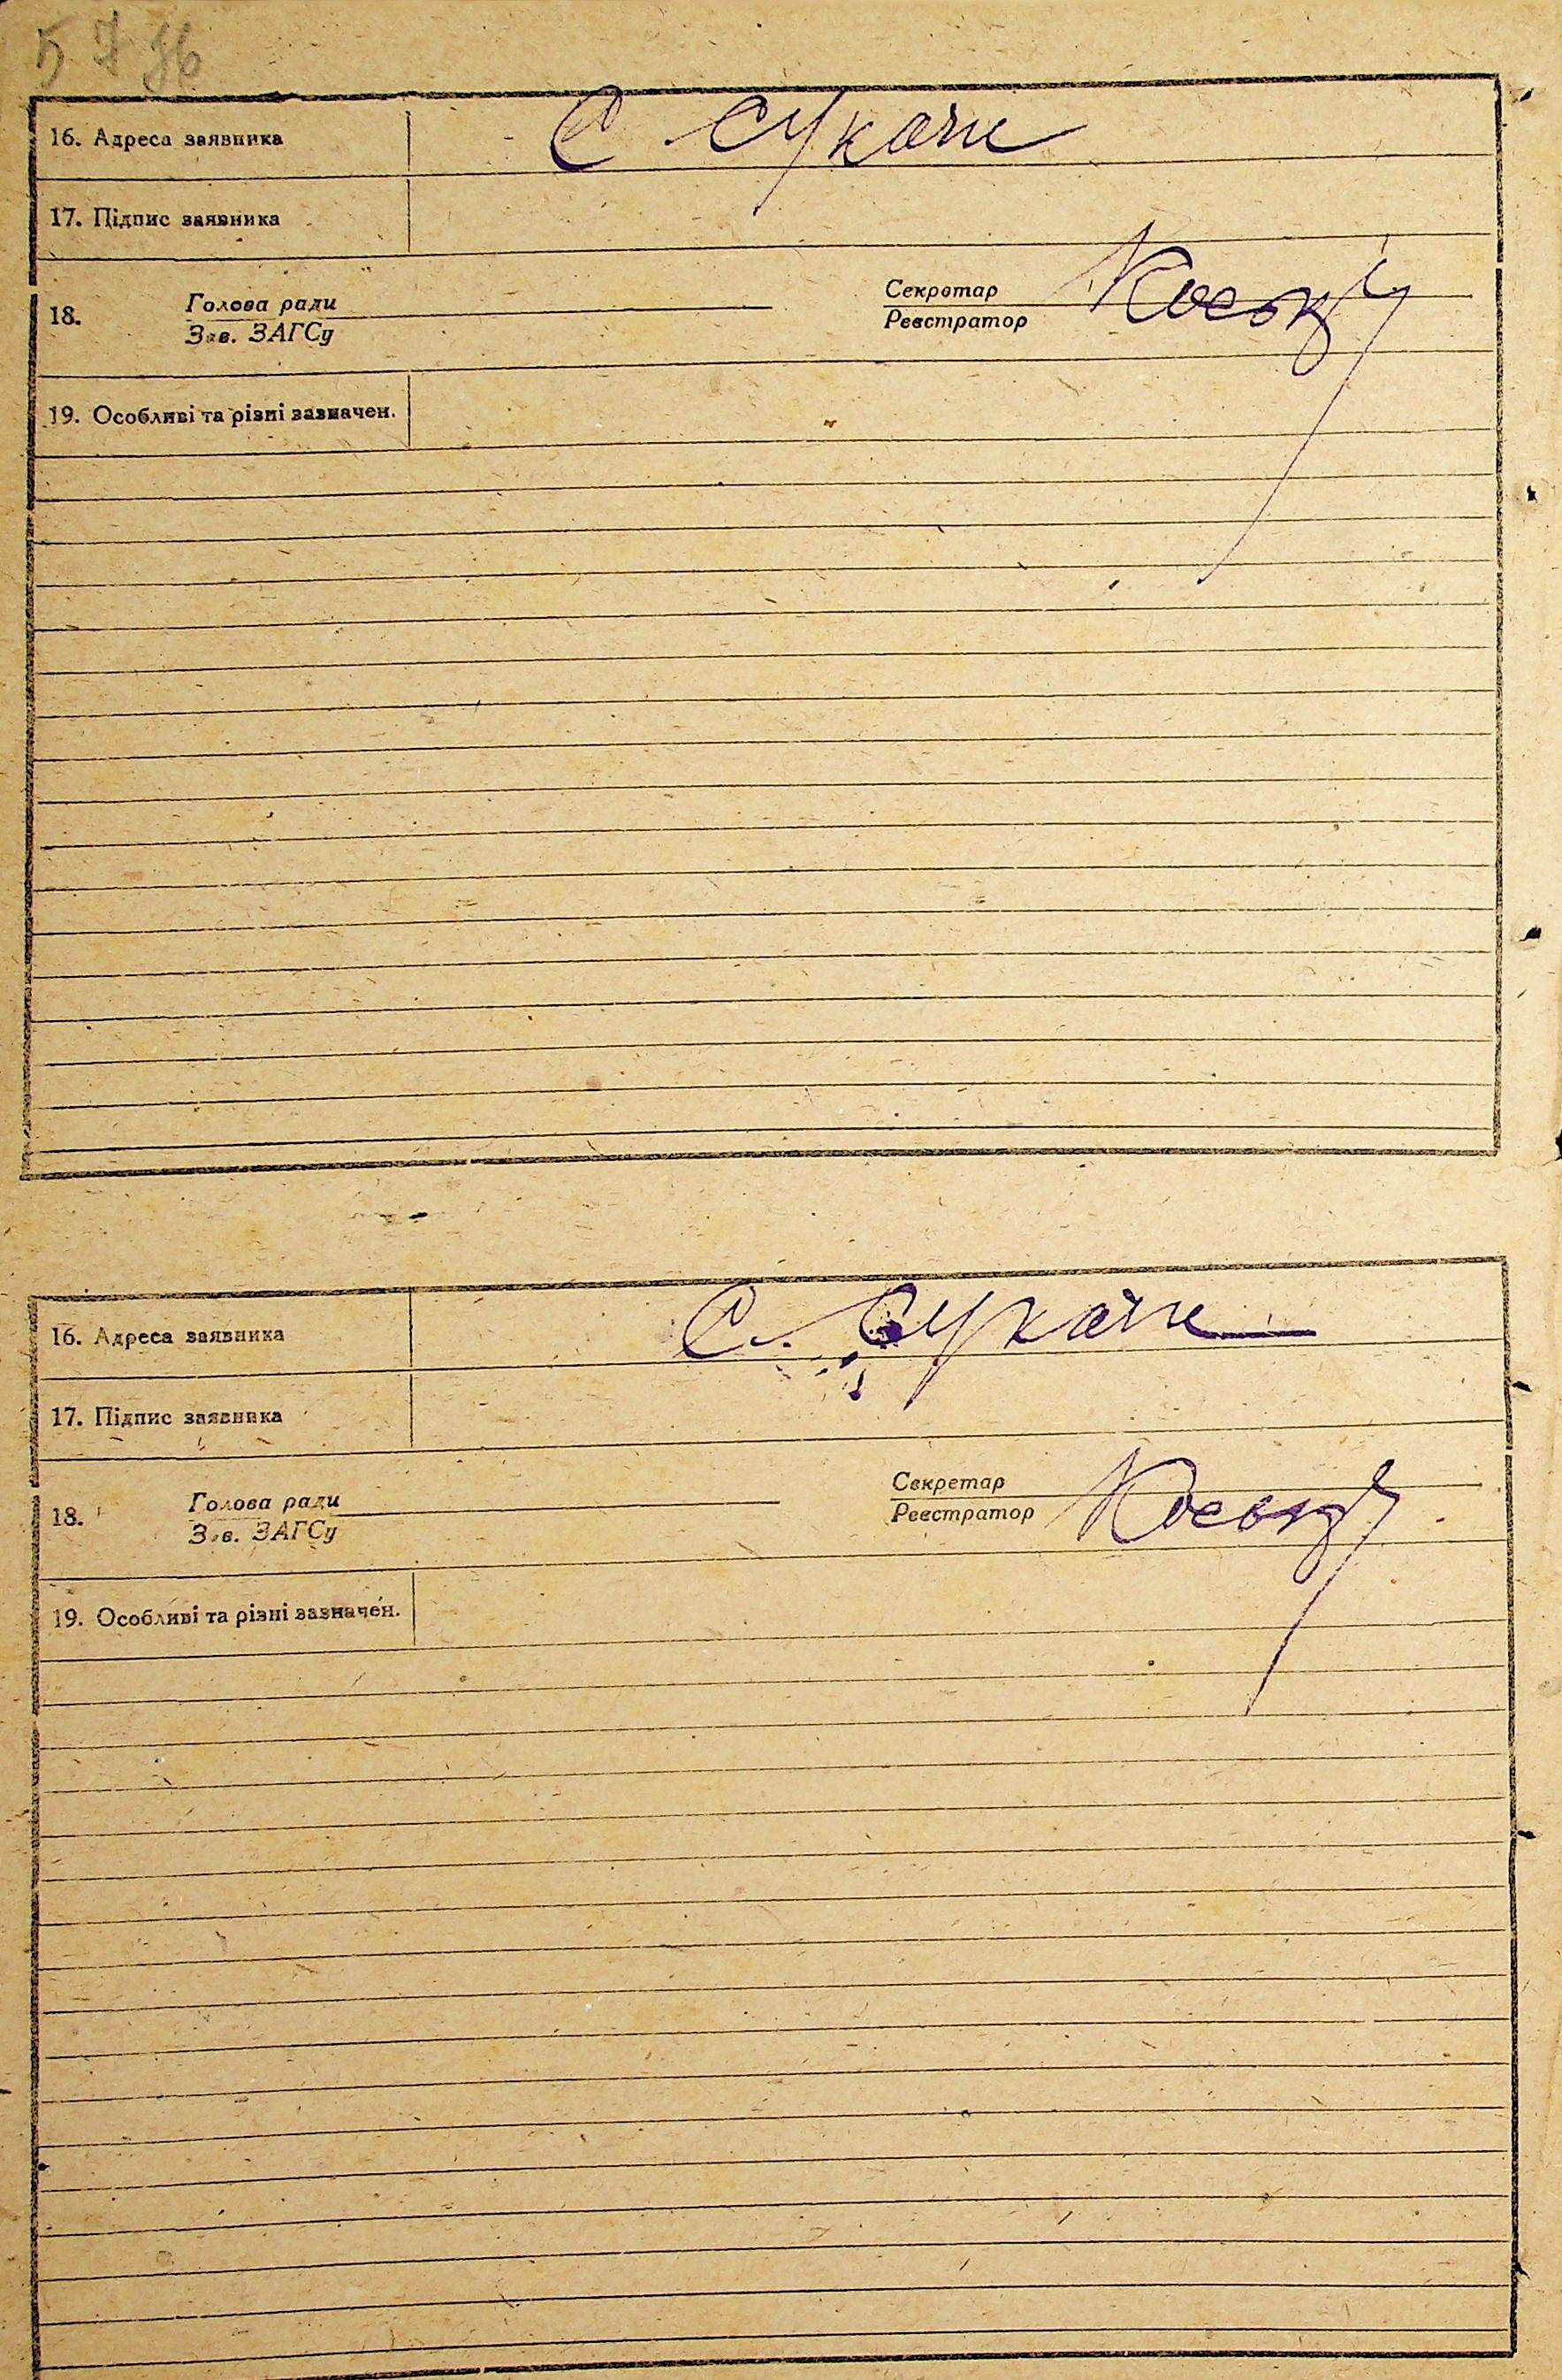 16. Адреса заявника С. Сукачі
17. Підпис заявника
18. Голова ради Секретар
Зав. ЗАГСу Реєстратор
19. Особливі та різні зазначен.
16. Адреса заявника С. Сукачі
17. Підпис заявника
18. Голова ради Секретар
Зав. ЗАГСу Реєстратор
19. Особливі та різні зазначен.